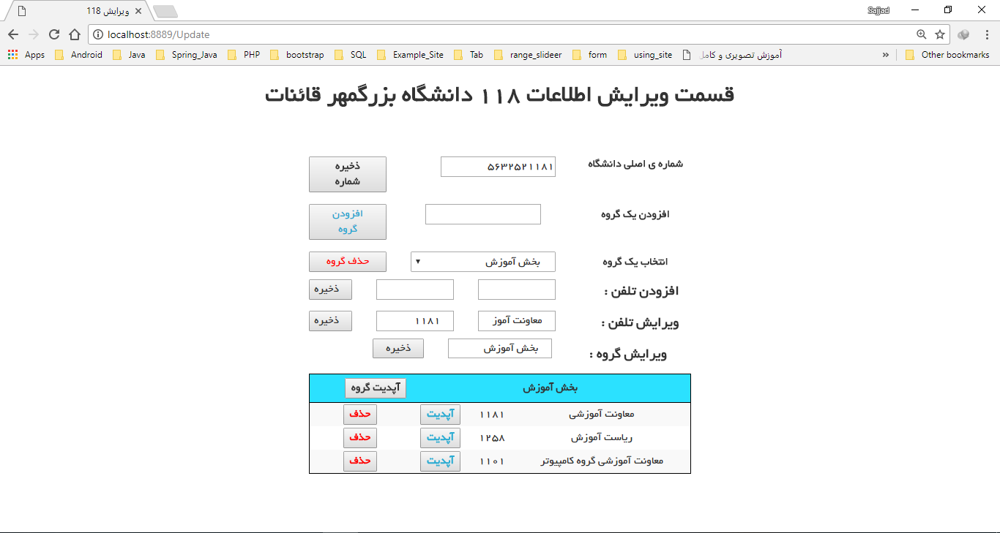 ویرایش 118
Sajjad
localhost:8889/Update
Apps Android Java Spring_Java PHP bootstrap SQL Example_Site Tab range_slideer form using_site آموزش تصویری و کامل » Other bookmarks
قسمت ویرایش اطلاعات ۱۱۸ دانشگاه بزرگمهر قائنات
شماره ی اصلی دانشگاه ۵۶۳۲۵۲۱۱۸۱ ذخیره شماره
افزودن یک گروه افزودن گروه
انتخاب یک گروه بخش آموزش حذف گروه
افزودن تلفن : ذخیره
ویرایش تلفن : معاونت آموز ۱۱۸۱ ذخیره
ویرایش گروه : بخش آموزش ذخیره
بخش آموزش آپدیت گروه
معاونت آموزشی ۱۱۸۱ آپدیت حذف
ریاست آموزش ۱۲۵۸ آپدیت حذف
معاونت آموزشی گروه کامپیوتر ۱۱۰۱ آپدیت حذف